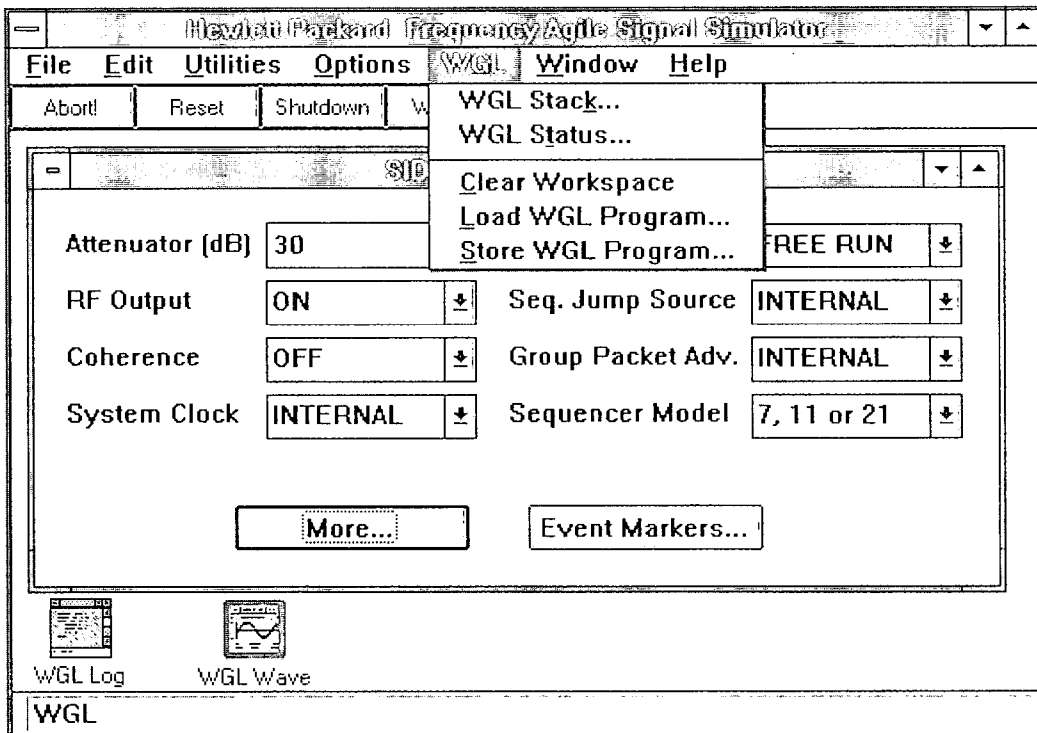 Hewlett Packard Frequency Agile Signal Simulator
File Edit Utilities Options WGL Window Help
Abort! Reset Shutdown W
WGL Stack...
WGL Status...
Clear Workspace
Load WGL Program...
Store WGL Program...
SID
Attenuator (dB) 30 FREE RUN
RF Output ON Seq. Jump Source INTERNAL
Coherence OFF Group Packet Adv. INTERNAL
System Clock INTERNAL Sequencer Model 7, 11 or 21
More... Event Markers...
WGL Log WGL Wave
WGL